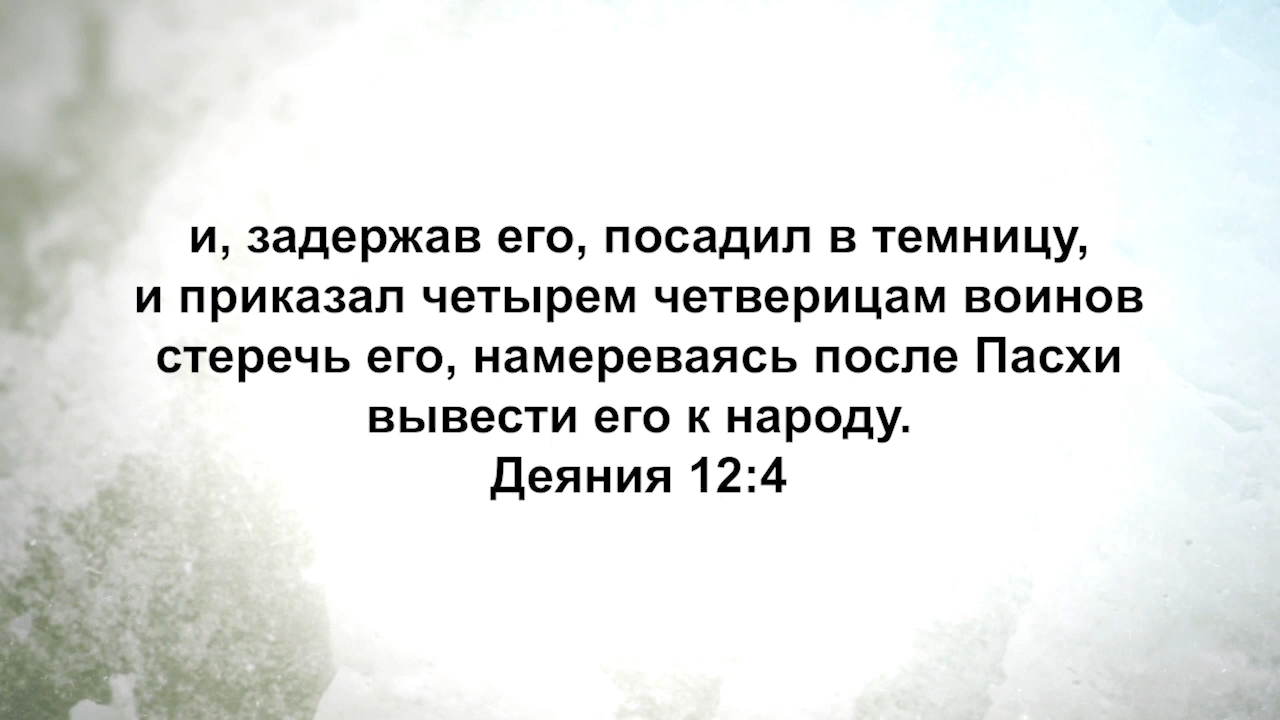 и, задержав его, посадил в темницу,
и приказал четырем четверицам воинов
стеречь его, намереваясь после Пасхи
вывести его к народу.
Деяния 12:4